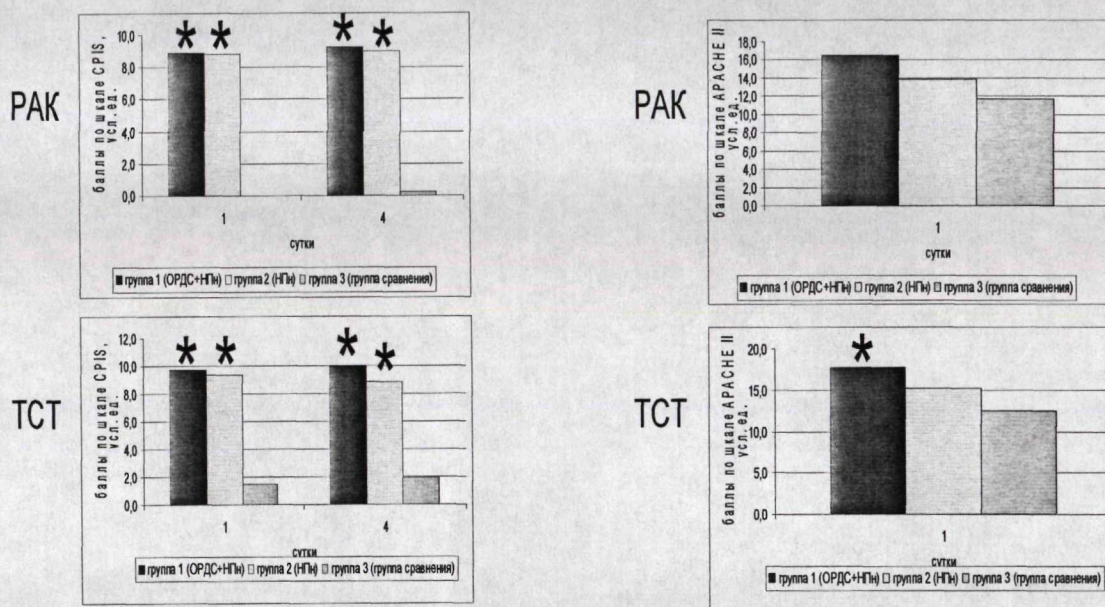 РАК
баллы по шкале CPIS,
усл. ед.
10,0
8,0
6,0
4,0
2,0
0,0
* * * *
1 4
сутки
группа 1 (ОРДС+НПн) группа 2 (НПн) группа 3 (группа сравнения)
РАК
баллы по шкале APACHE II
усл. ед.
18,0
16,0
14,0
12,0
10,0
8,0
6,0
4,0
2,0
0,0
1
сутки
группа 1 (ОРДС+НПн) группа 2 (НПн) группа 3 (группа сравнения)
ТСТ
баллы по шкале CPIS,
усл. ед.
12,0
10,0
8,0
6,0
4,0
2,0
0,0
* * * *
1 4
сутки
группа 1 (ОРДС+НПн) группа 2 (НПн) группа 3 (группа сравнения)
ТСТ
баллы по шкале APACHE II
усл. ед.
20,0
15,0
10,0
5,0
0,0
*
1
сутки
группа 1 (ОРДС+НПн) группа 2 (НПн) группа 3 (группа сравнения)